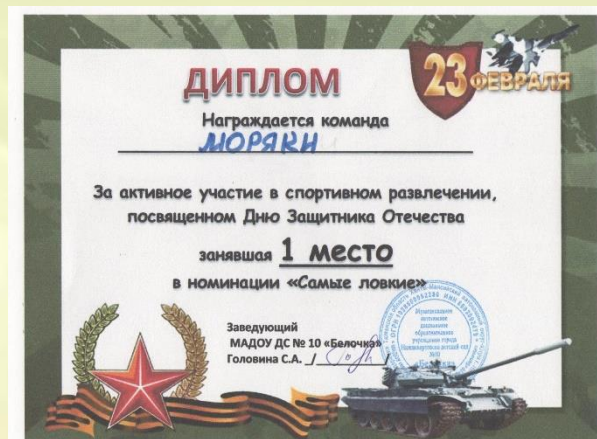 ДИПЛОМ
23 ФЕВРАЛЯ
Награждается команда
МОРЯКИ
За активное участие в спортивном развлечении,
посвященном Дню Защитника Отечества
занявшая 1 место
в номинации «Самые ловкие»
Заведующий
МАДОУ ДС № 10 «Белочка»
Головина С.А. / /